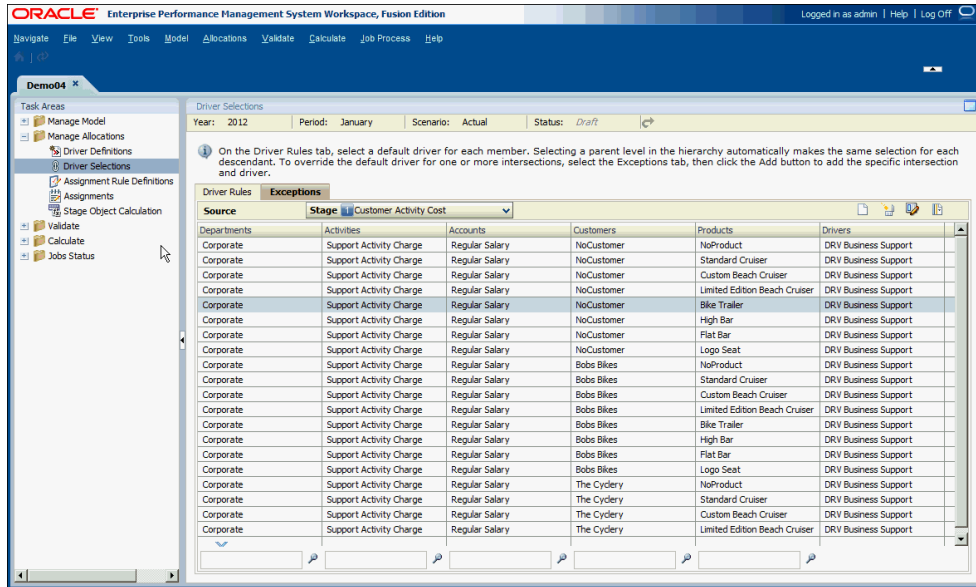 ORACLE® Enterprise Performance Management System Workspace, Fusion Edition Logged in as admin | Help | Log Off
Navigate File View Tools Model Allocations Validate Calculate Job Process Help
Demo04 ×
Task Areas
Manage Model
Manage Allocations
Driver Definitions
Driver Selections
Assignment Rule Definitions
Assignments
Stage Object Calculation
Validate
Calculate
Jobs Status
Driver Selections
Year: 2012 Period: January Scenario: Actual Status: Draft
On the Driver Rules tab, select a default driver for each member. Selecting a parent level in the hierarchy automatically makes the same selection for each
descendant. To override the default driver for one or more intersections, select the Exceptions tab, then click the Add button to add the specific intersection
and driver.
Driver Rules Exceptions
Source Stage 1 Customer Activity Cost
Departments Activities Accounts Customers Products Drivers
Corporate Support Activity Charge Regular Salary NoCustomer NoProduct DRV Business Support
Corporate Support Activity Charge Regular Salary NoCustomer Standard Cruiser DRV Business Support
Corporate Support Activity Charge Regular Salary NoCustomer Custom Beach Cruiser DRV Business Support
Corporate Support Activity Charge Regular Salary NoCustomer Limited Edition Beach Cruiser DRV Business Support
Corporate Support Activity Charge Regular Salary NoCustomer Bike Trailer DRV Business Support
Corporate Support Activity Charge Regular Salary NoCustomer High Bar DRV Business Support
Corporate Support Activity Charge Regular Salary NoCustomer Flat Bar DRV Business Support
Corporate Support Activity Charge Regular Salary NoCustomer Logo Seat DRV Business Support
Corporate Support Activity Charge Regular Salary Bobs Bikes NoProduct DRV Business Support
Corporate Support Activity Charge Regular Salary Bobs Bikes Standard Cruiser DRV Business Support
Corporate Support Activity Charge Regular Salary Bobs Bikes Custom Beach Cruiser DRV Business Support
Corporate Support Activity Charge Regular Salary Bobs Bikes Limited Edition Beach Cruiser DRV Business Support
Corporate Support Activity Charge Regular Salary Bobs Bikes Bike Trailer DRV Business Support
Corporate Support Activity Charge Regular Salary Bobs Bikes High Bar DRV Business Support
Corporate Support Activity Charge Regular Salary Bobs Bikes Flat Bar DRV Business Support
Corporate Support Activity Charge Regular Salary Bobs Bikes Logo Seat DRV Business Support
Corporate Support Activity Charge Regular Salary The Cyclery NoProduct DRV Business Support
Corporate Support Activity Charge Regular Salary The Cyclery Standard Cruiser DRV Business Support
Corporate Support Activity Charge Regular Salary The Cyclery Custom Beach Cruiser DRV Business Support
Corporate Support Activity Charge Regular Salary The Cyclery Limited Edition Beach Cruiser DRV Business Support